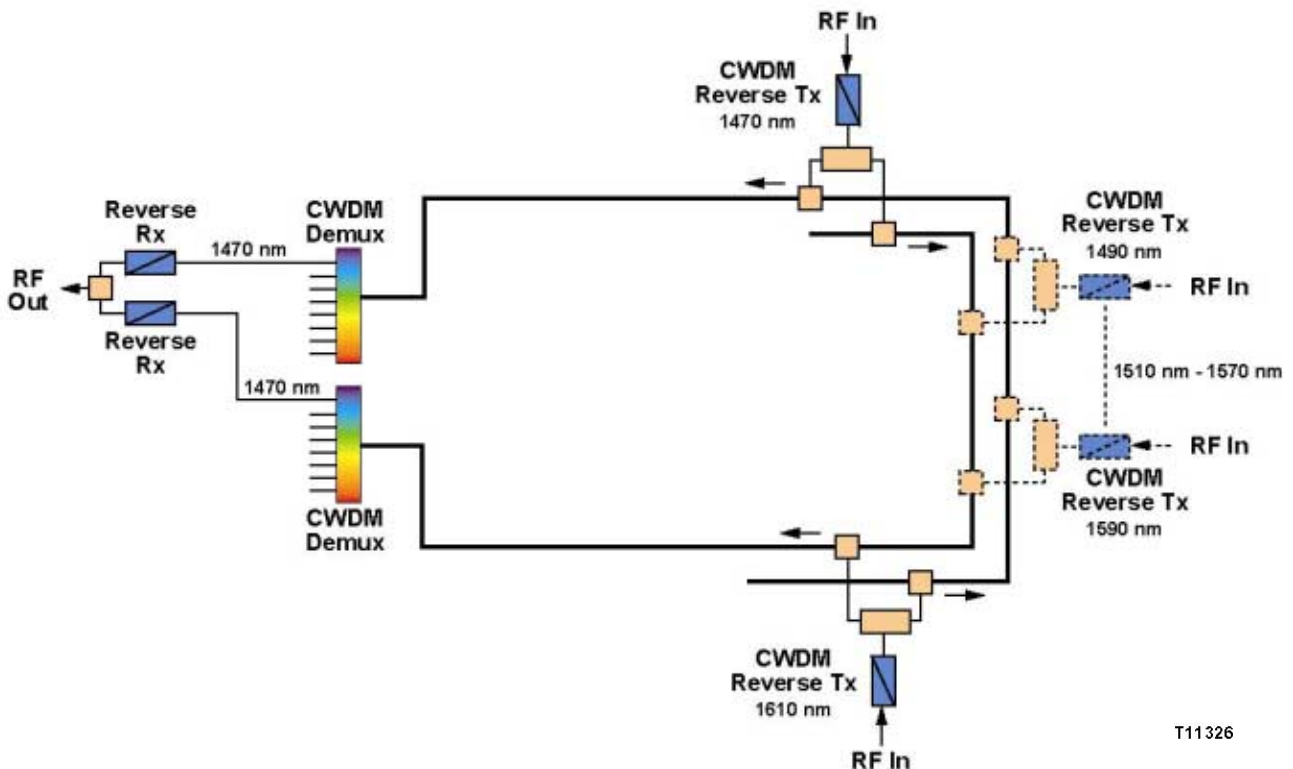 RF In
CWDM
Reverse Tx
1470 nm
Reverse
Rx
1470 nm
CWDM
Demux
CWDM
Reverse Tx
1490 nm
RF In
RF
Out
Reverse
Rx
1470 nm
1510 nm - 1570 nm
RF In
CWDM
Reverse Tx
1590 nm
CWDM
Demux
CWDM
Reverse Tx
1610 nm
RF In
T11326